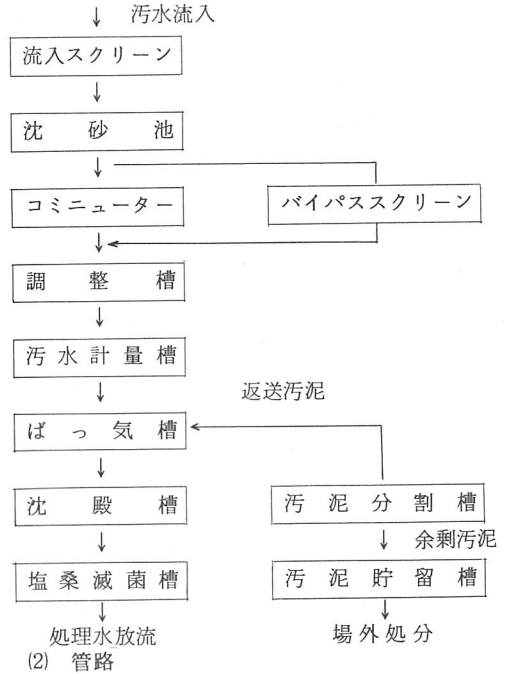 汚水流入
流入スクリーン
沈砂池
コミニューター
バイパススクリーン
調整槽
汚水計量槽
返送汚泥
ばっ気槽
沈殿槽
汚泥分割槽
余剰汚泥
塩桑滅菌槽
汚泥貯留槽
処理水放流
場外処分
(2) 管路